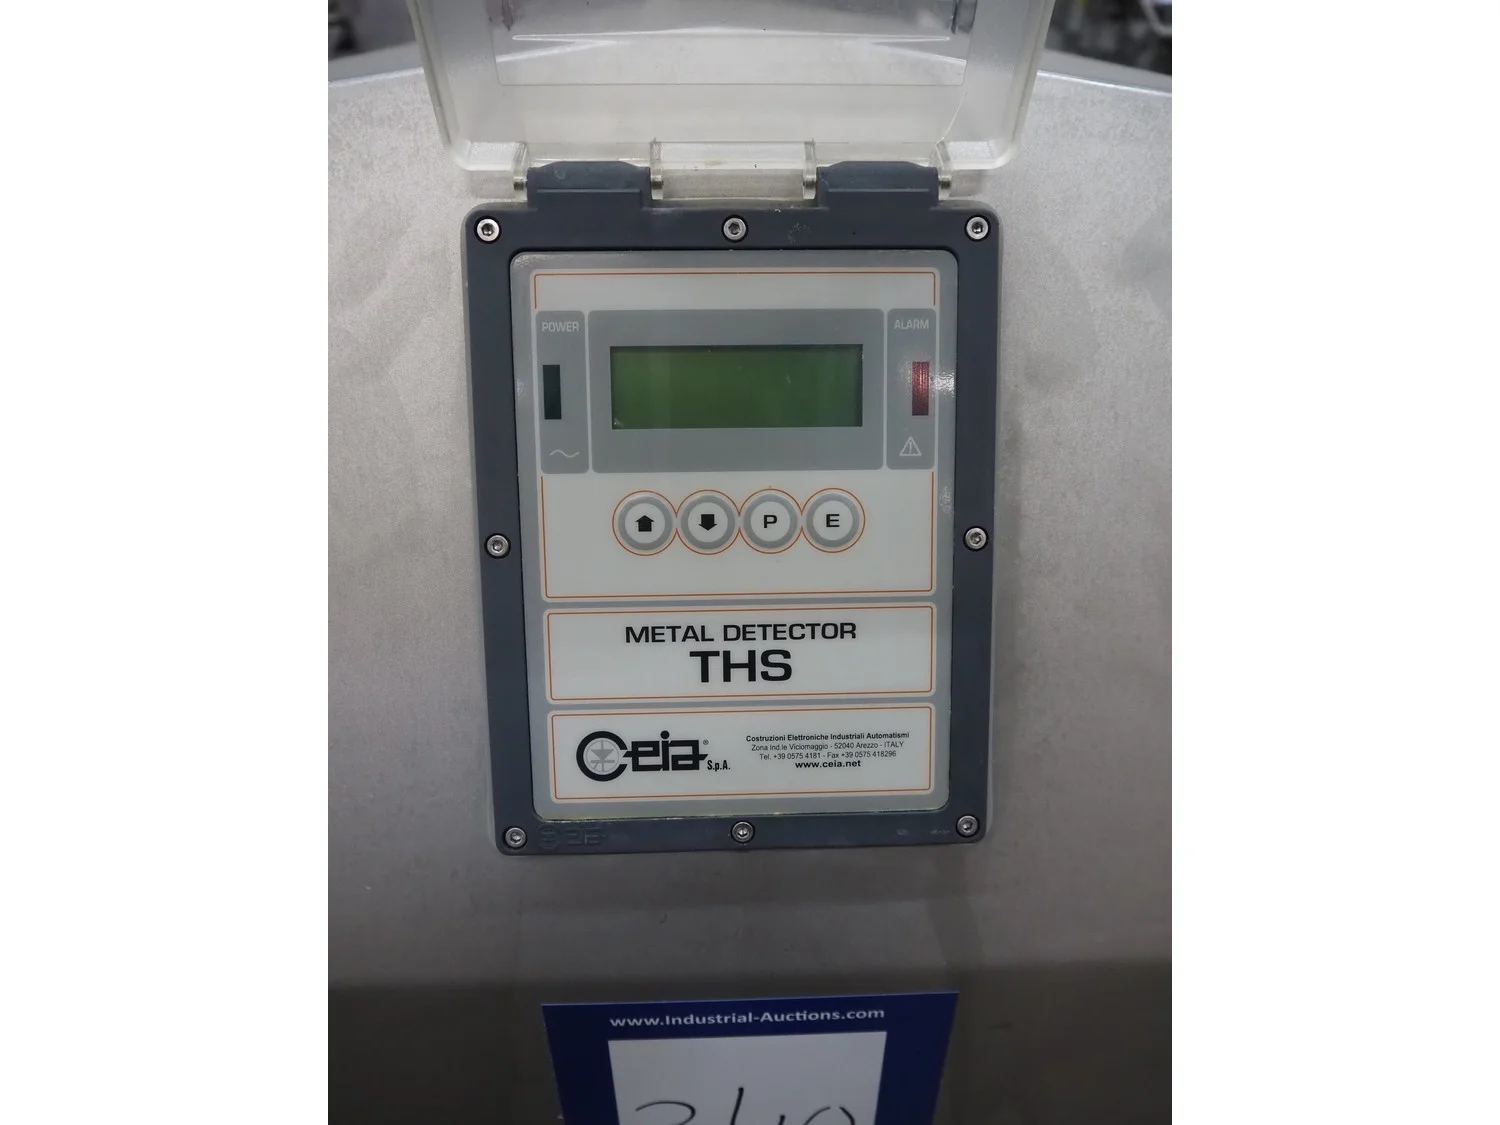 POWER
ALARM
P E
METAL DETECTOR
THS
Ceia® S.p.A.
Costruzioni Elettroniche Industriali Automatismi
Zona Ind.le Viciomaggio - 52040 Arezzo - ITALY
Tel. +39 0575 4181 - Fax +39 0575 418296
www.ceia.net
www.Industrial-Auctions.com